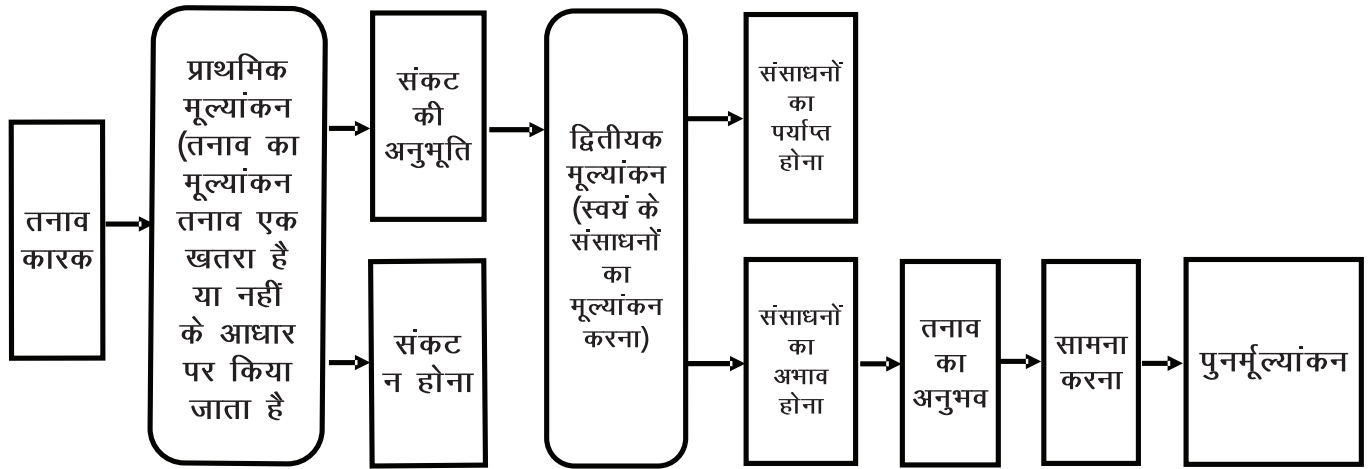 तनाव
कारक
प्राथमिक
मूल्यांकन
(तनाव का
मूल्यांकन
तनाव एक
खतरा है
या नहीं
के आधार
पर किया
जाता है
संकट
की
अनुभूति
संकट
न होना
द्वितीयक
मूल्यांकन
(स्वयं के
संसाधनों
का
मूल्यांकन
करना)
संसाधनों
का
पर्याप्त
होना
संसाधनों
का
अभाव
होना
तनाव
का
अनुभव
सामना
करना
पुनर्मूल्यांकन